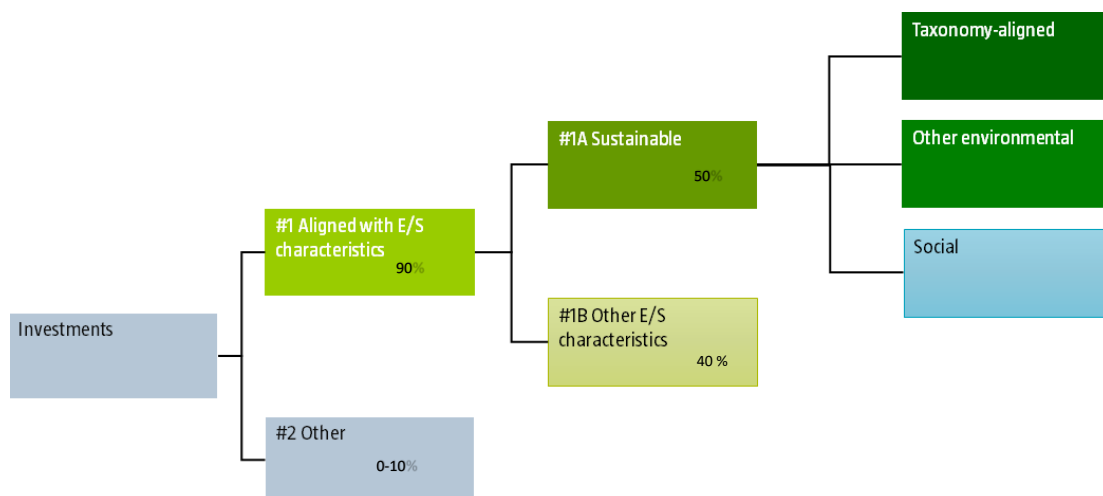 Taxonomy-aligned
#1A Sustainable
50%
Other environmental
#1 Aligned with E/S
characteristics
90%
Social
Investments
#1B Other E/S
characteristics
40 %
#2 Other
0-10%